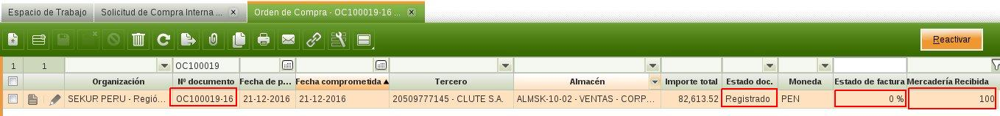 Espacio de Trabajo Solicitud de Compra Interna ... Orden de Compra - OC100019-16 ...
Reactivar
1 1 OC100019
Organización Nº documento Fecha de p... Fecha comprometida Tercero Almacén Importe total Estado doc. Moneda Estado de factura Mercadería Recibida
SEKUR PERU - Regió... OC100019-16 21-12-2016 21-12-2016 20509777145 - CLUTE S.A. ALMSK-10-02 - VENTAS - CORP... 82,613.52 Registrado PEN 0 % 100